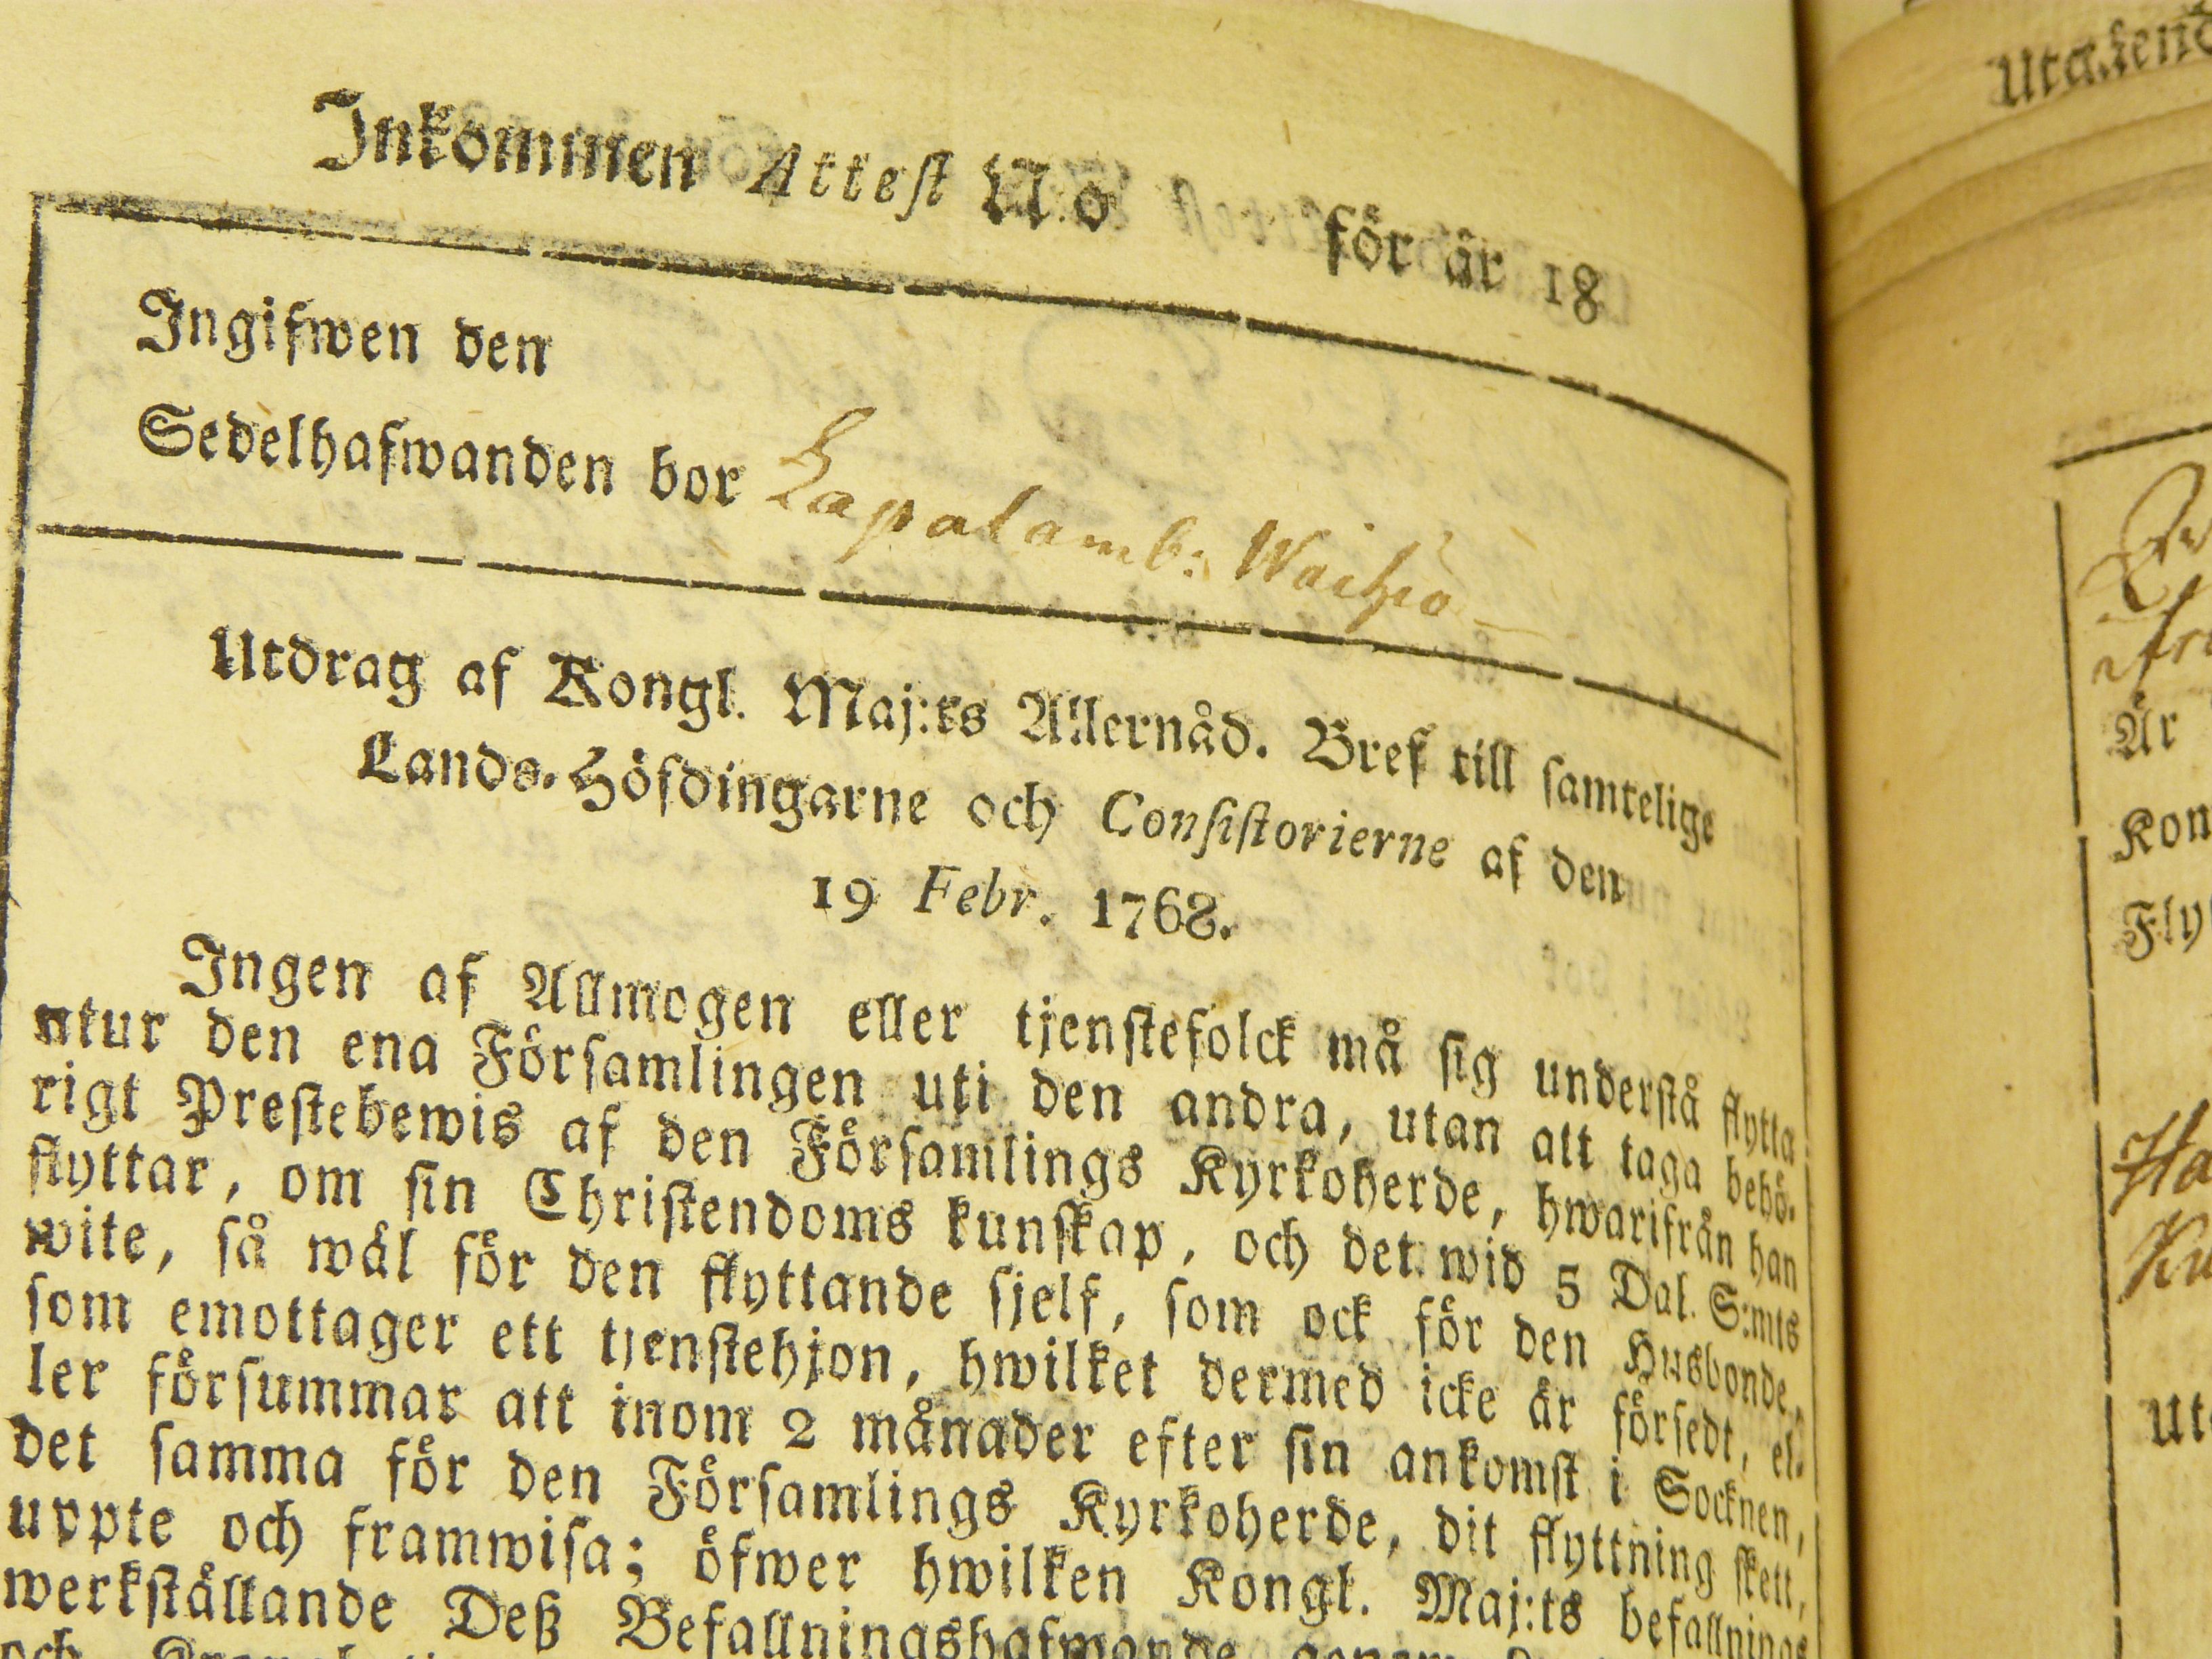 Inkommen Attest N:o för år 18
Ingifwen den
Sedelhafwanden bor Lapalamb: Waihio
Utdrag af Kongl. Maj:ts Allernåd. Bref till samtelige
Lands-Höfdingarne och Consistorierne af den
19 Febr. 1768.
Ingen af Allmogen eller tjenstefolck må sig understå flytta
utur den ena Församlingen uti den andra, utan att taga behö-
rigt Prestebewis af den Församlings Kyrkoherde, hwarifrån han
flyttar, om sin Christendoms kunskap, och det wid 5 Dal. S:mts
wite, så wäl för den flyttande sjelf, som ock för den Husbonde,
som emottager ett tjenstehjon, hwilket dermed icke är försedt, el-
ler försummar att inom 2 månader efter sin ankomst i Socknen,
det samma för den Församlings Kyrkoherde, dit flyttning skett,
uppte och framwisa; öfwer hwilken Kongl. Maj:ts befallnings
werkställande Deß Befallningshafwande
och
År
Kon
Fly
Ha
Ut